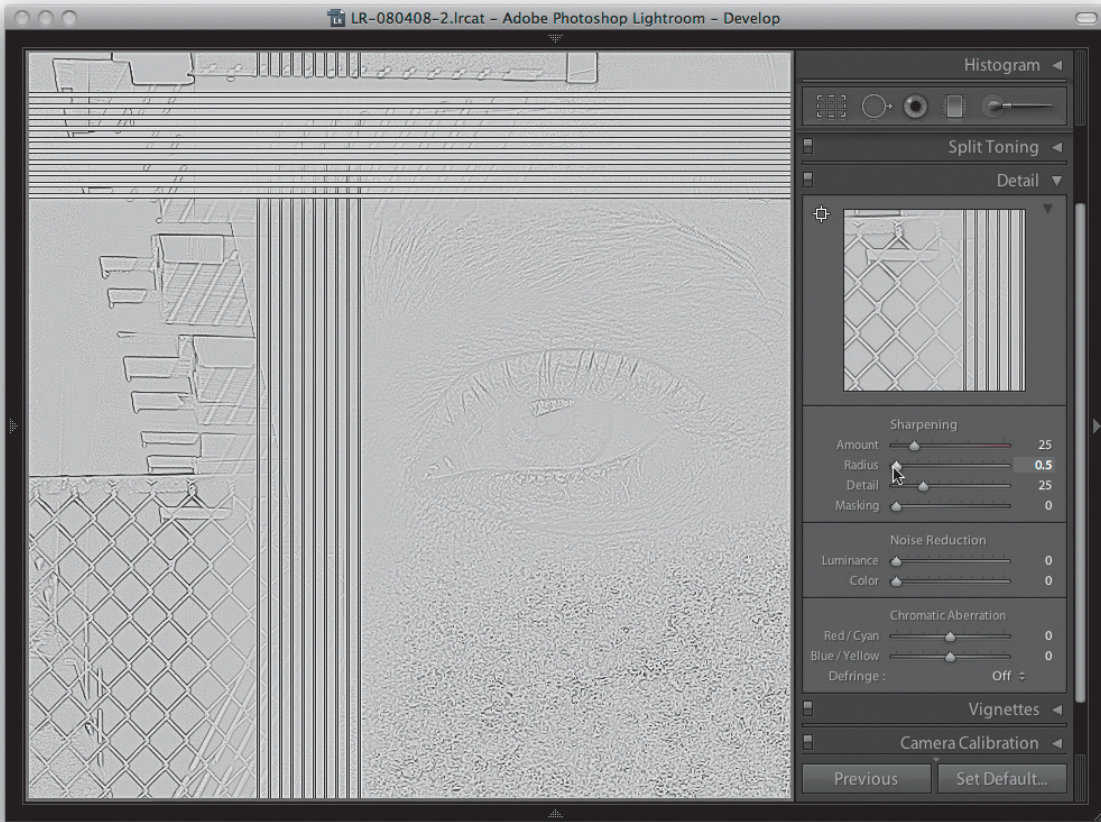 LR-080408-2.lrcat – Adobe Photoshop Lightroom – Develop
Histogram
Split Toning
Detail
Sharpening
Amount 25
Radius 0.5
Detail 25
Masking 0
Noise Reduction
Luminance 0
Color 0
Chromatic Aberration
Red / Cyan 0
Blue / Yellow 0
Defringe : Off
Vignettes
Camera Calibration
Previous Set Default...